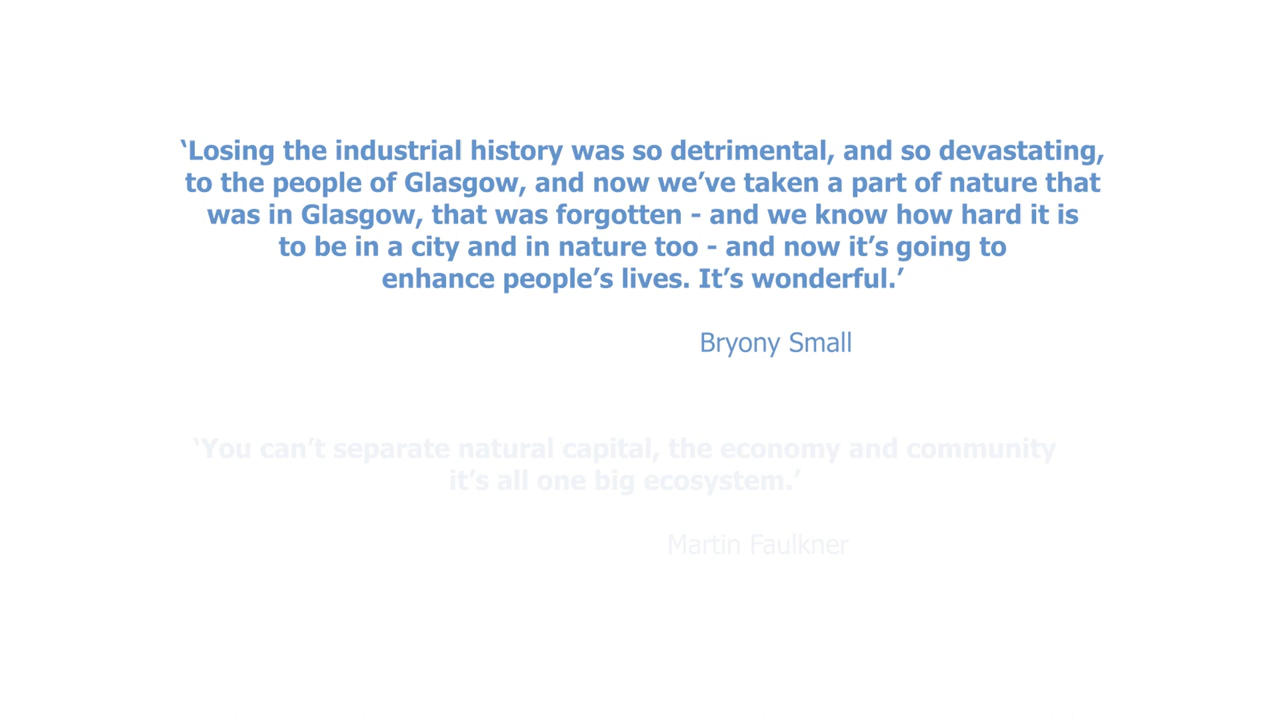 ‘Losing the industrial history was so detrimental, and so devastating,
to the people of Glasgow, and now we’ve taken a part of nature that
was in Glasgow, that was forgotten - and we know how hard it is
to be in a city and in nature too - and now it’s going to
enhance people’s lives. It’s wonderful.’
Bryony Small
‘You can’t separate natural capital, the economy and community
it’s all one big ecosystem.’
Martin Faulkner